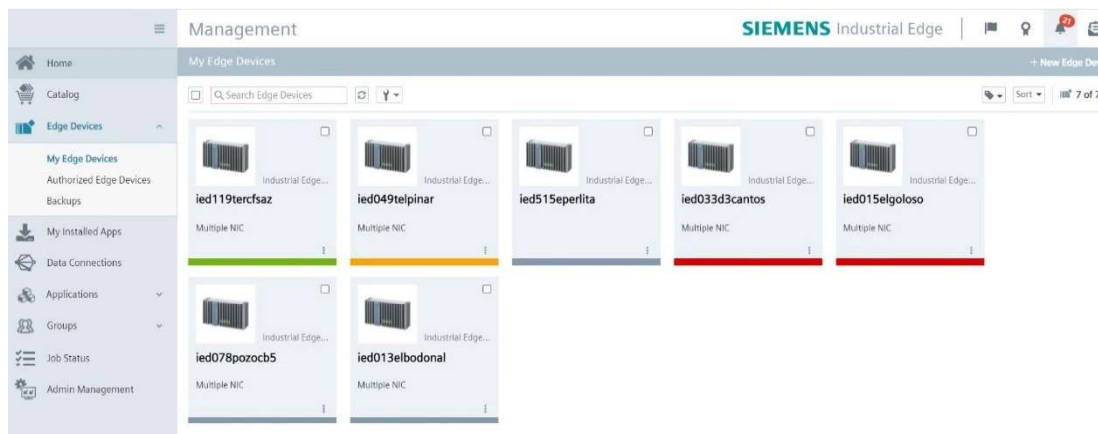 Management
SIEMENS Industrial Edge
21
Home
Catalog
Edge Devices
My Edge Devices
Authorized Edge Devices
Backups
My Installed Apps
Data Connections
Applications
Groups
Job Status
Admin Management
My Edge Devices
+ New Edge De
Search Edge Devices
Sort
7 of 7
Industrial Edge...
ied119tercfsaz
Multiple NIC
Industrial Edge...
ied049telpinar
Multiple NIC
Industrial Edge...
ied515eperlita
Multiple NIC
Industrial Edge...
ied033d3cantos
Multiple NIC
Industrial Edge...
ied015elgoloso
Multiple NIC
Industrial Edge...
ied078pozocb5
Multiple NIC
Industrial Edge...
ied013elbodonal
Multiple NIC